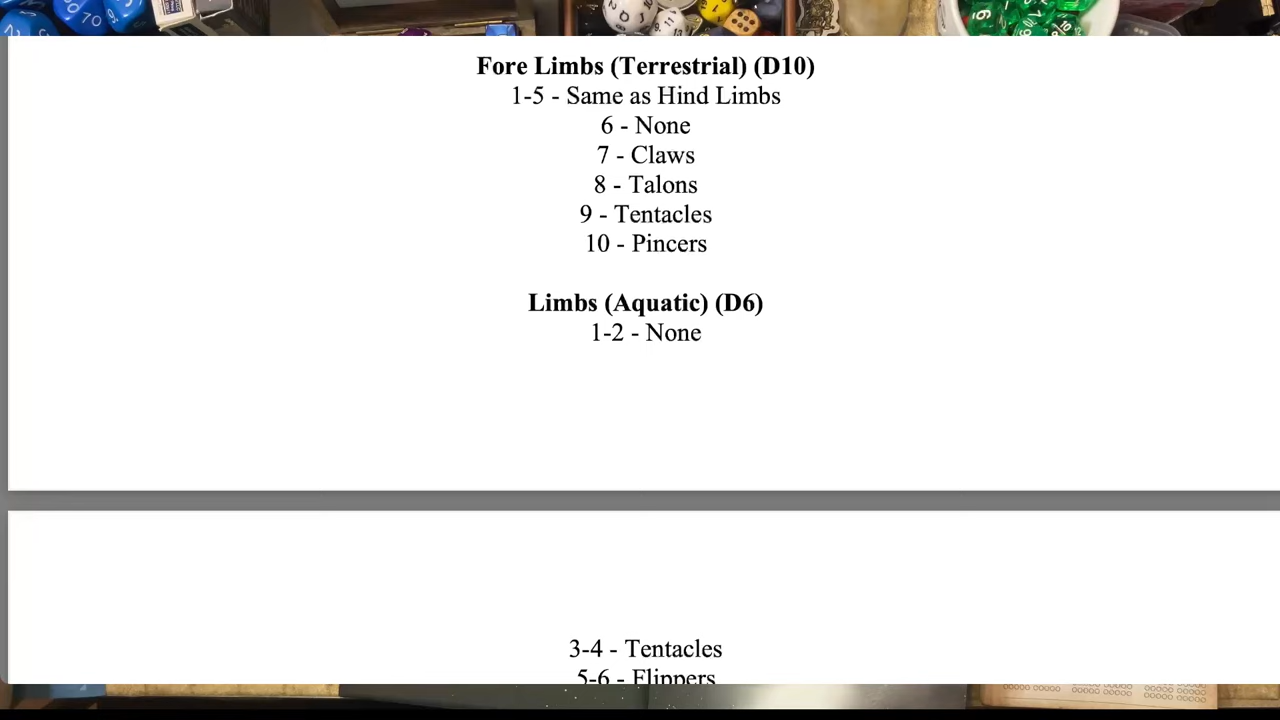 Fore Limbs (Terrestrial) (D10)
1-5 - Same as Hind Limbs
6 - None
7 - Claws
8 - Talons
9 - Tentacles
10 - Pincers
Limbs (Aquatic) (D6)
1-2 - None
3-4 - Tentacles
5-6 - Flippers